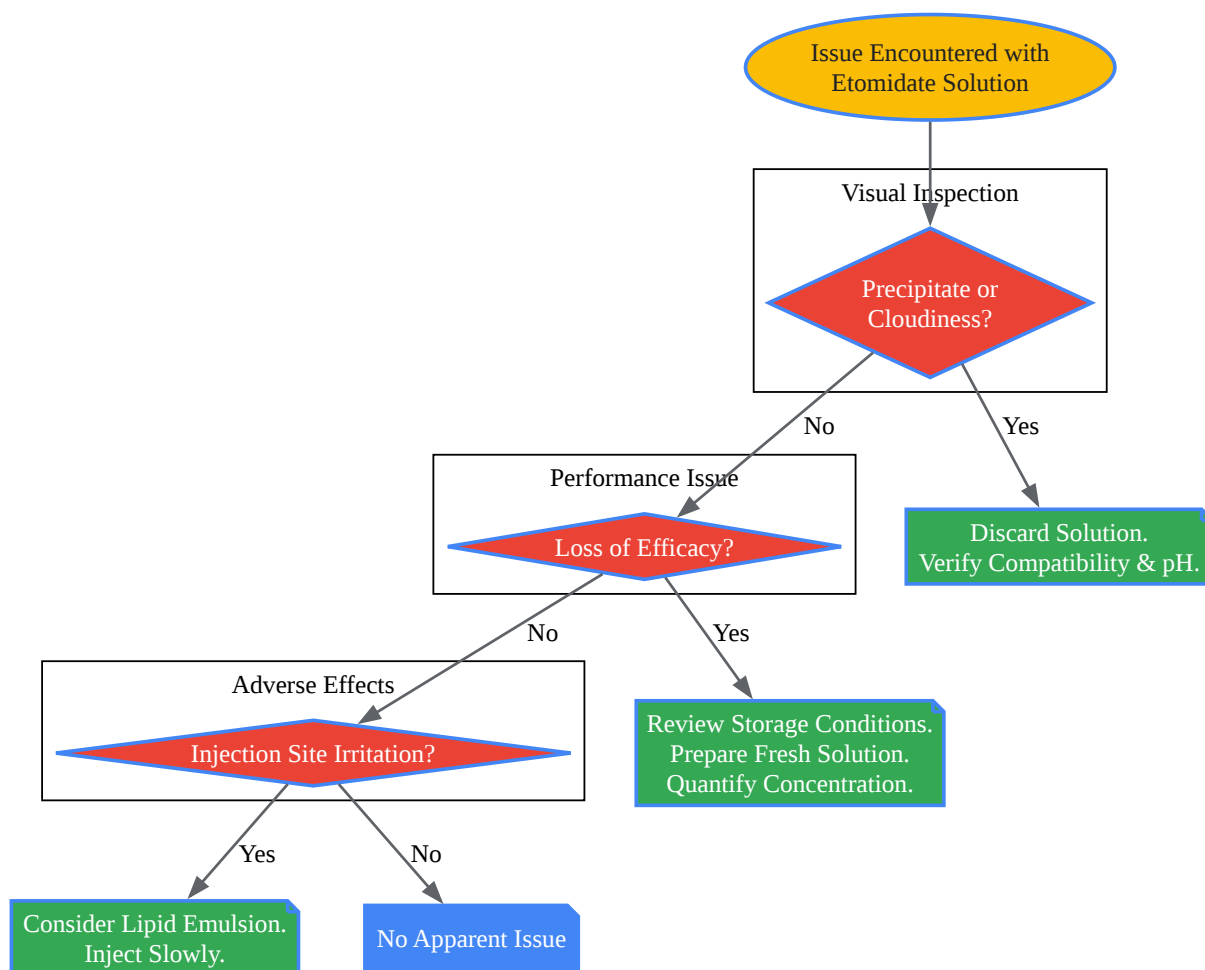 Issue Encountered with
Etomidate Solution
Visual Inspection
Precipitate or
Cloudiness?
No
Yes
Performance Issue
Loss of Efficacy?
Discard Solution.
Verify Compatibility & pH.
No
Yes
Adverse Effects
Injection Site Irritation?
Review Storage Conditions.
Prepare Fresh Solution.
Quantify Concentration.
Yes
No
Consider Lipid Emulsion.
Inject Slowly.
No Apparent Issue